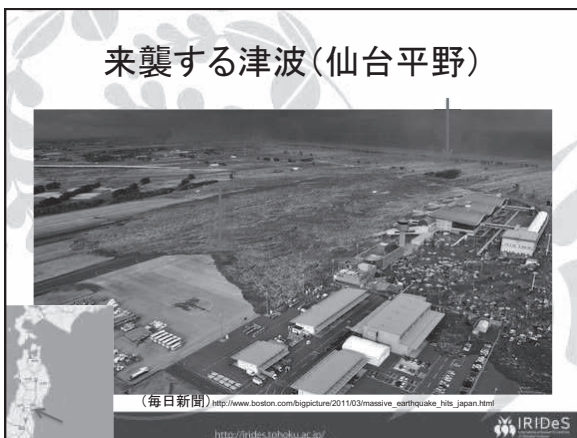 来襲する津波(仙台平野)
(毎日新聞)http://www.boston.com/bigpicture/2011/03/massive_earthquake_hits_japan.html
http://irides.tohoku.ac.jp/
IRIDeS